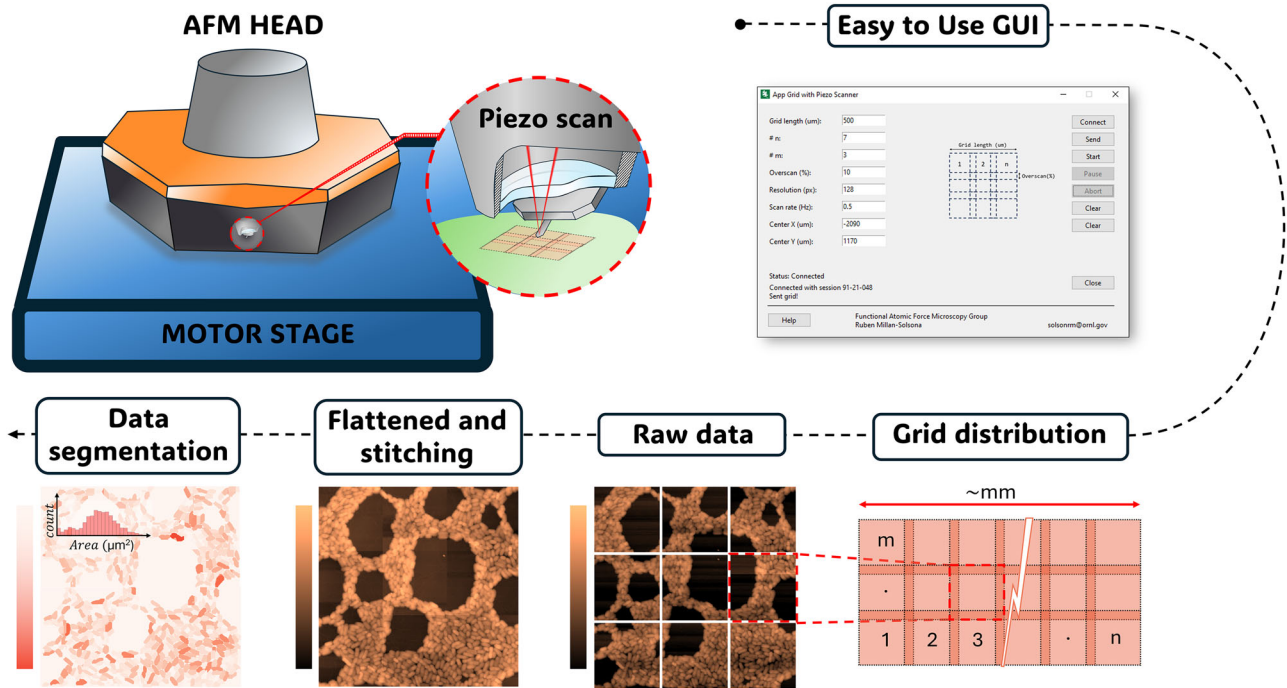 AFM HEAD
Piezo scan
MOTOR STAGE
Easy to Use GUI
App Grid with Piezo Scanner
Grid length (um): 500
# n: 7
# m: 3
Overscan (%): 10
Resolution (px): 128
Scan rate (Hz): 0.5
Center X (um): -2090
Center Y (um): 1170
Grid length (um)
1 2 n
Overscan(%)
Connect
Send
Start
Pause
Abort
Clear
Clear
Status: Connected
Connected with session 91-21-048
Sent grid!
Close
Help
Functional Atomic Force Microscopy Group
Ruben Millan-Solsona
solsonrm@ornl.gov
Data
segmentation
Flattened and
stitching
Raw data
Grid distribution
count
Area (μm²)
~mm
m
.
1 2 3 . n